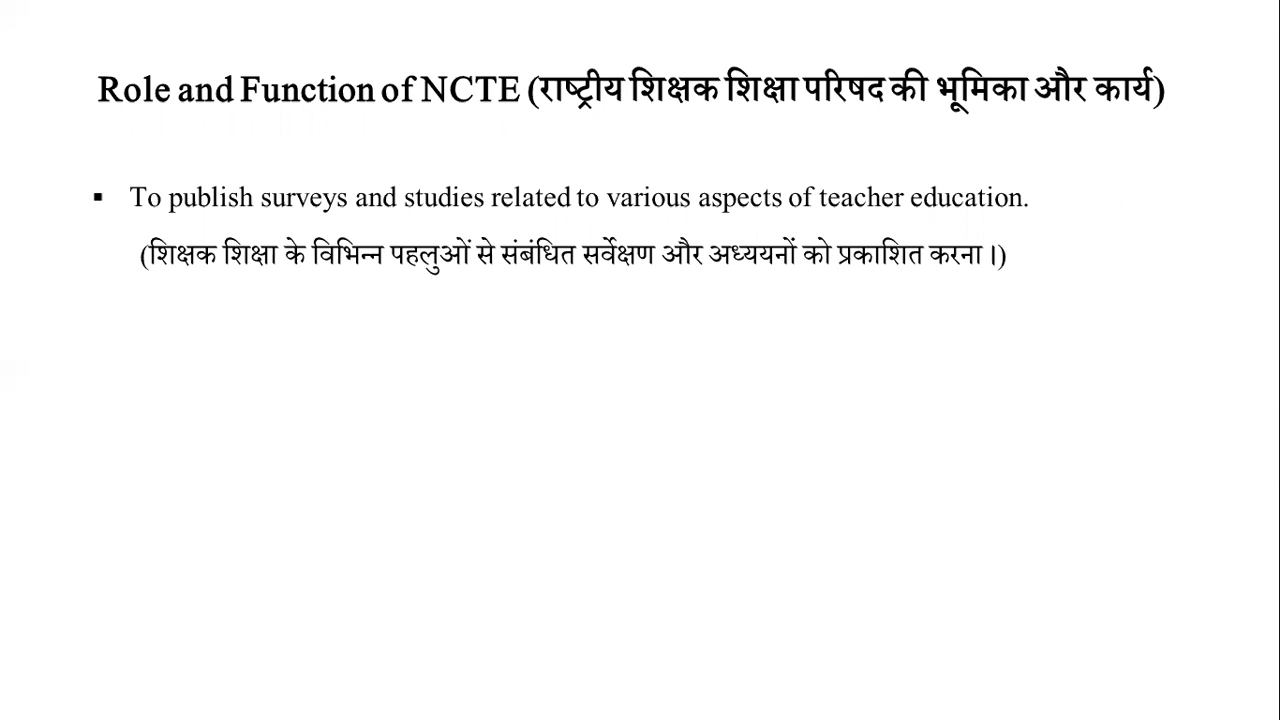 Role and Function of NCTE (राष्ट्रीय शिक्षक शिक्षा परिषद की भूमिका और कार्य)
▪ To publish surveys and studies related to various aspects of teacher education.
(शिक्षक शिक्षा के विभिन्न पहलुओं से संबंधित सर्वेक्षण और अध्ययनों को प्रकाशित करना।)